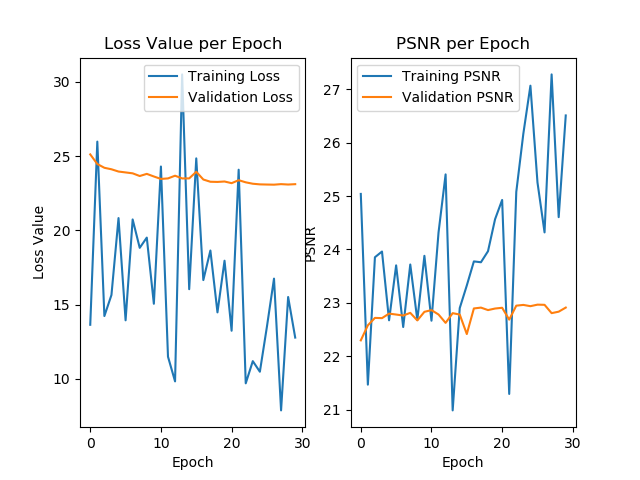 Loss Value per Epoch
Training Loss
Validation Loss
30
25
20
15
10
Loss Value
0
10
20
30
Epoch
PSNR per Epoch
Training PSNR
Validation PSNR
27
26
25
24
23
22
21
PSNR
0
10
20
30
Epoch